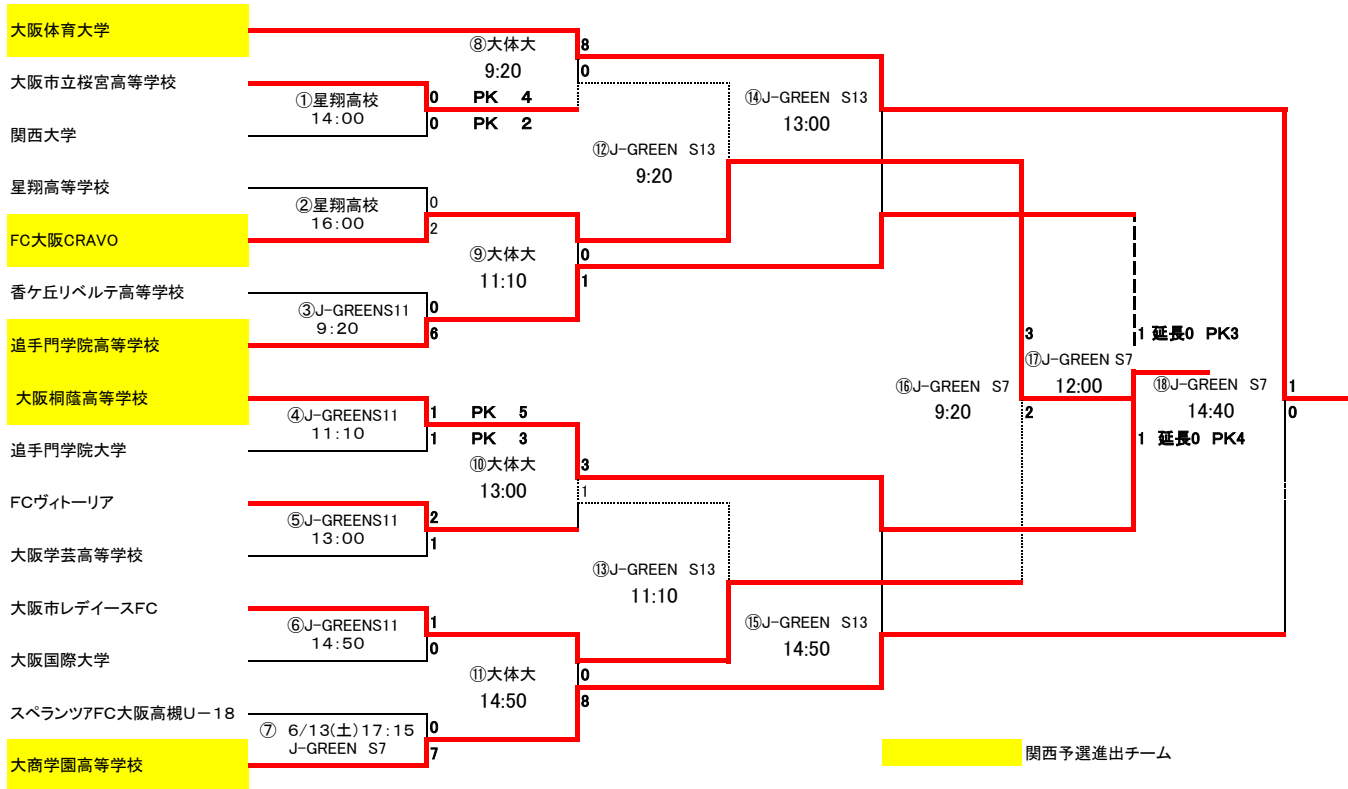 大阪体育大学
大阪市立桜宮高等学校
関西大学
星翔高等学校
FC大阪CRAVO
香ケ丘リベルテ高等学校
追手門学院高等学校
大阪桐蔭高等学校
追手門学院大学
FCヴィトーリア
大阪学芸高等学校
大阪市レデイースFC
大阪国際大学
スペランツアFC大阪高槻U－18
大商学園高等学校
①星翔高校
14:00
0 PK 4
0 PK 2
②星翔高校
16:00
0
2
③J-GREENS11
9:20
0
6
④J-GREENS11
11:10
1 PK 5
1 PK 3
⑤J-GREENS11
13:00
2
1
⑥J-GREENS11
14:50
1
0
⑦ 6/13(土)17:15
J-GREEN S7
0
7
⑧大体大
9:20
8
0
⑨大体大
11:10
0
1
⑩大体大
13:00
3
1
⑪大体大
14:50
0
8
⑫J-GREEN S13
9:20
⑬J-GREEN S13
11:10
⑭J-GREEN S13
13:00
⑮J-GREEN S13
14:50
⑯J-GREEN S7
9:20
3
2
⑰J-GREEN S7
12:00
1 延長0 PK3
1 延長0 PK4
⑱J-GREEN S7
14:40
1
0
関西予選進出チーム